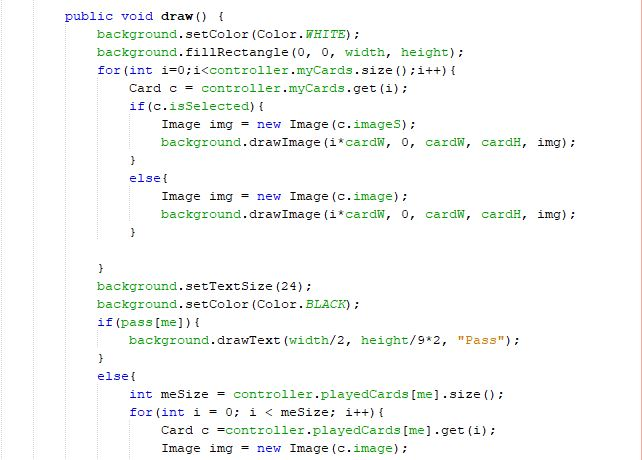 public void draw() {
background.setColor(Color.WHITE);
background.fillRectangle(0, 0, width, height);
for(int i=0;i<controller.myCards.size();i++){
Card c = controller.myCards.get(i);
if(c.isSelected){
Image img = new Image(c.imageS);
background.drawImage(i*cardW, 0, cardW, cardH, img);
}
else{
Image img = new Image(c.image);
background.drawImage(i*cardW, 0, cardW, cardH, img);
}
}
background.setTextSize(24);
background.setColor(Color.BLACK);
if(pass[me]){
background.drawText(width/2, height/9*2, "Pass");
}
else{
int meSize = controller.playedCards[me].size();
for(int i = 0; i < meSize; i++){
Card c =controller.playedCards[me].get(i);
Image img = new Image(c.image);